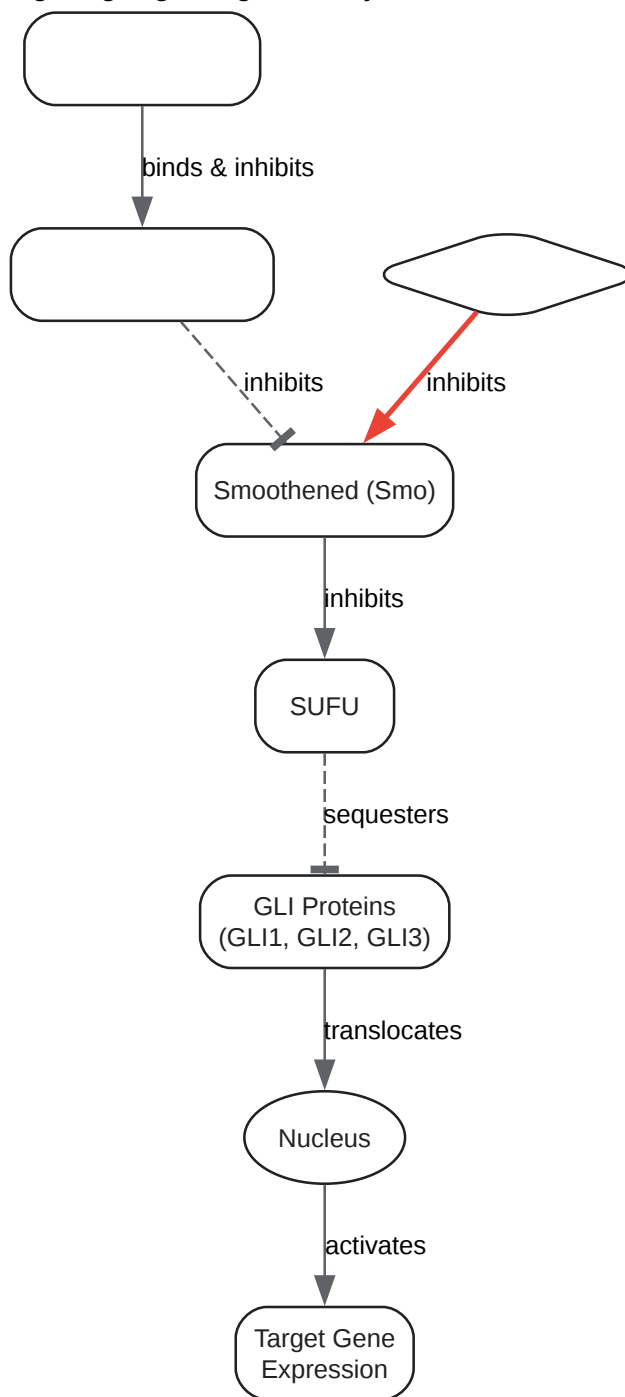 binds & inhibits
inhibits
inhibits
Smoothened (Smo)
inhibits
SUFU
sequesters
GLI Proteins
(GLI1, GLI2, GLI3)
translocates
Nucleus
activates
Target Gene
Expression